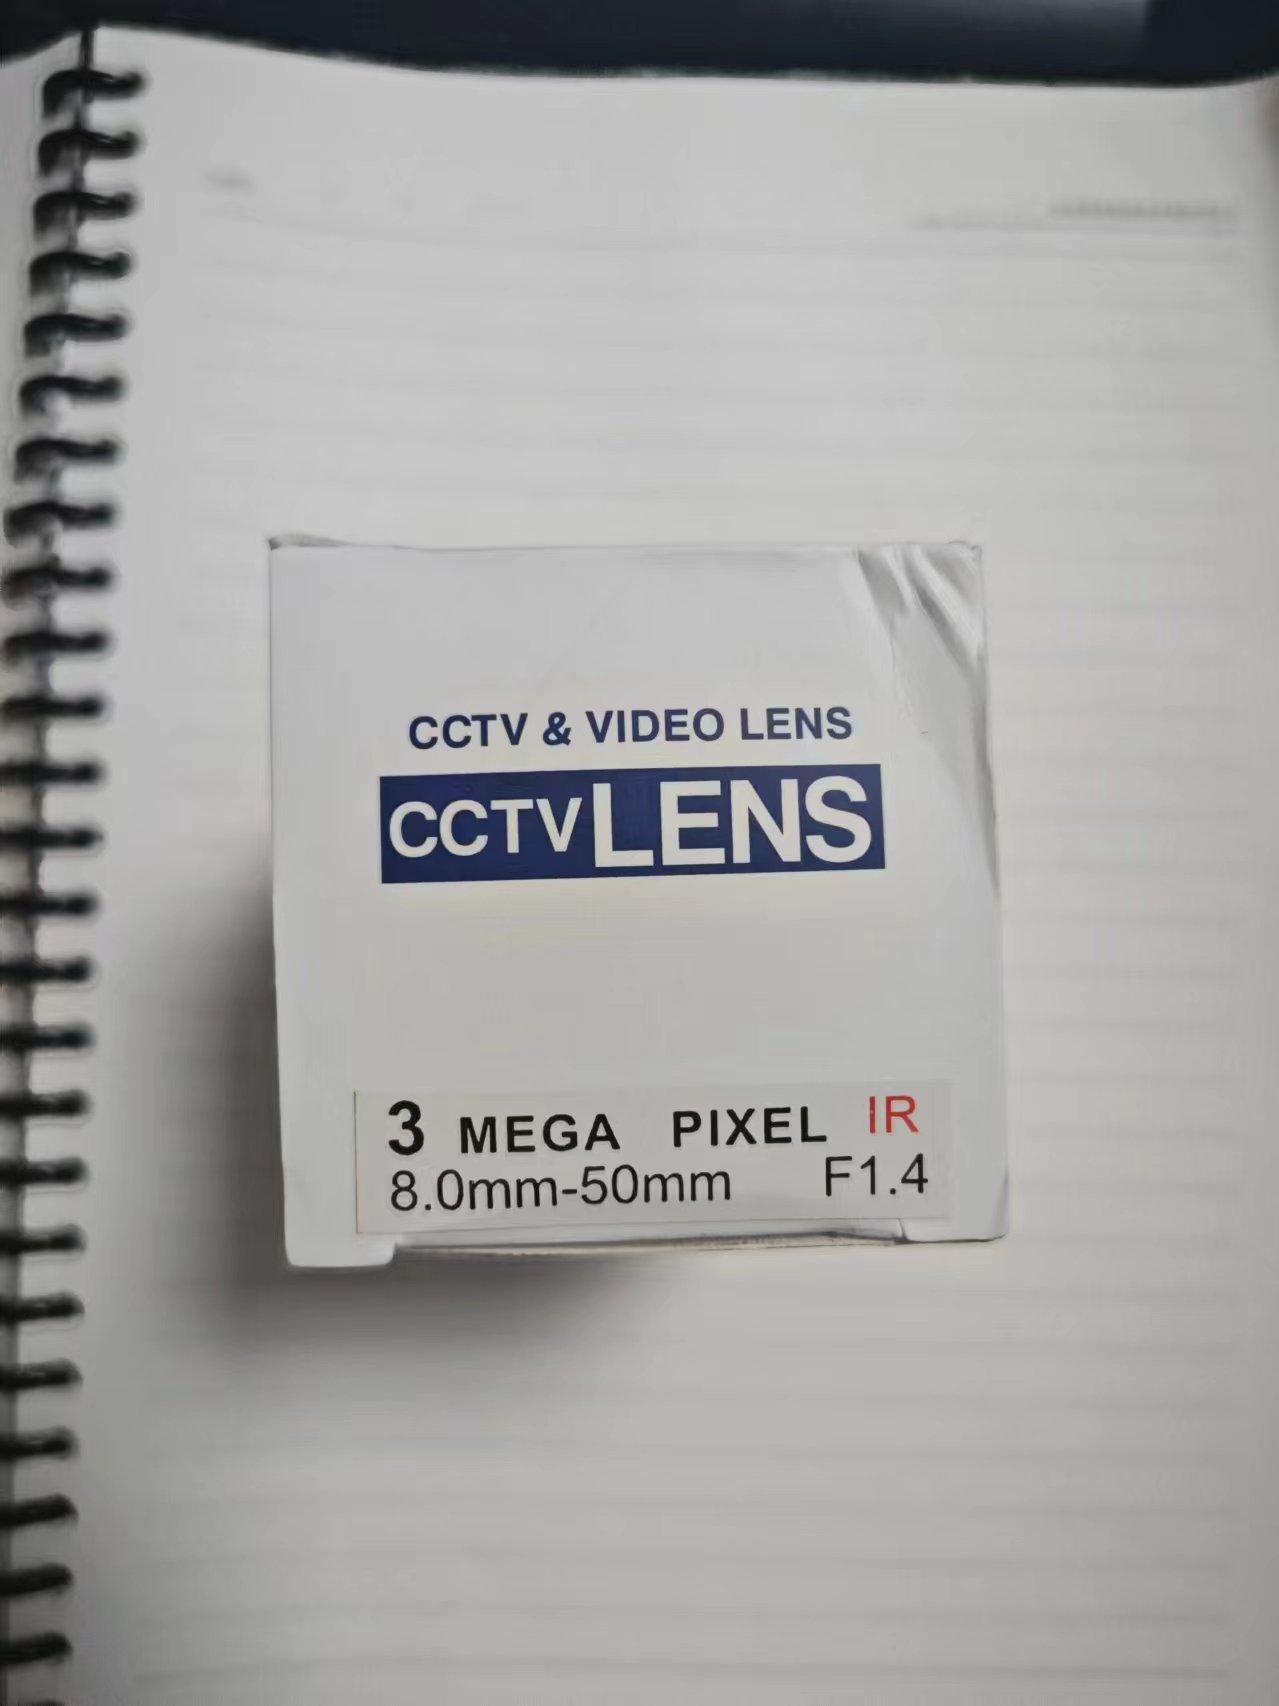 CCTV & VIDEO LENS
CCTV LENS
3 MEGA PIXEL IR
8.0mm-50mm F1.4